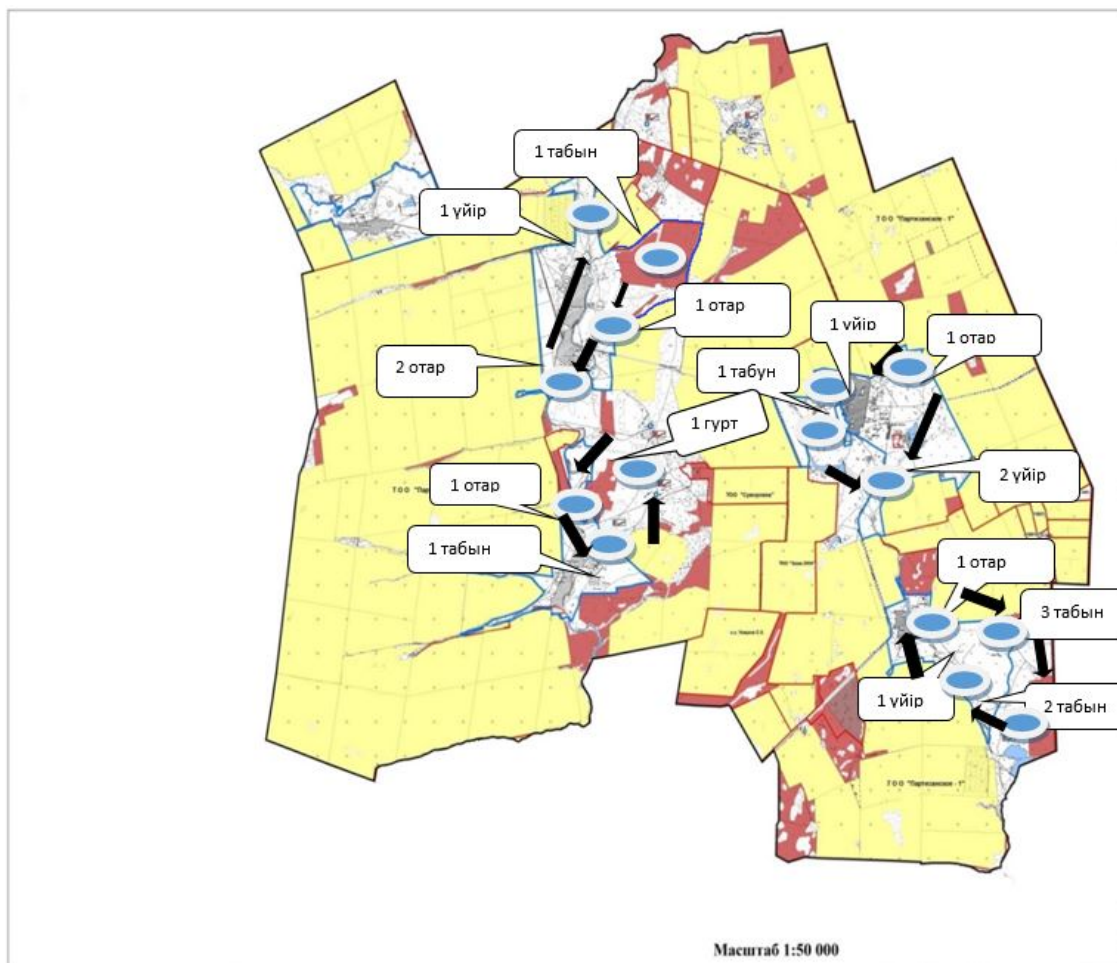 1 табын
1 үйір
ТОО "Партизанское - 1"
1 отар
1 үйір
1 отар
2 отар
1 табун
1 гурт
2 үйір
1 отар
1 табын
1 отар
3 табын
1 үйір
2 табын
ТОО "Партизанское - 1"
Масштаб 1:50 000